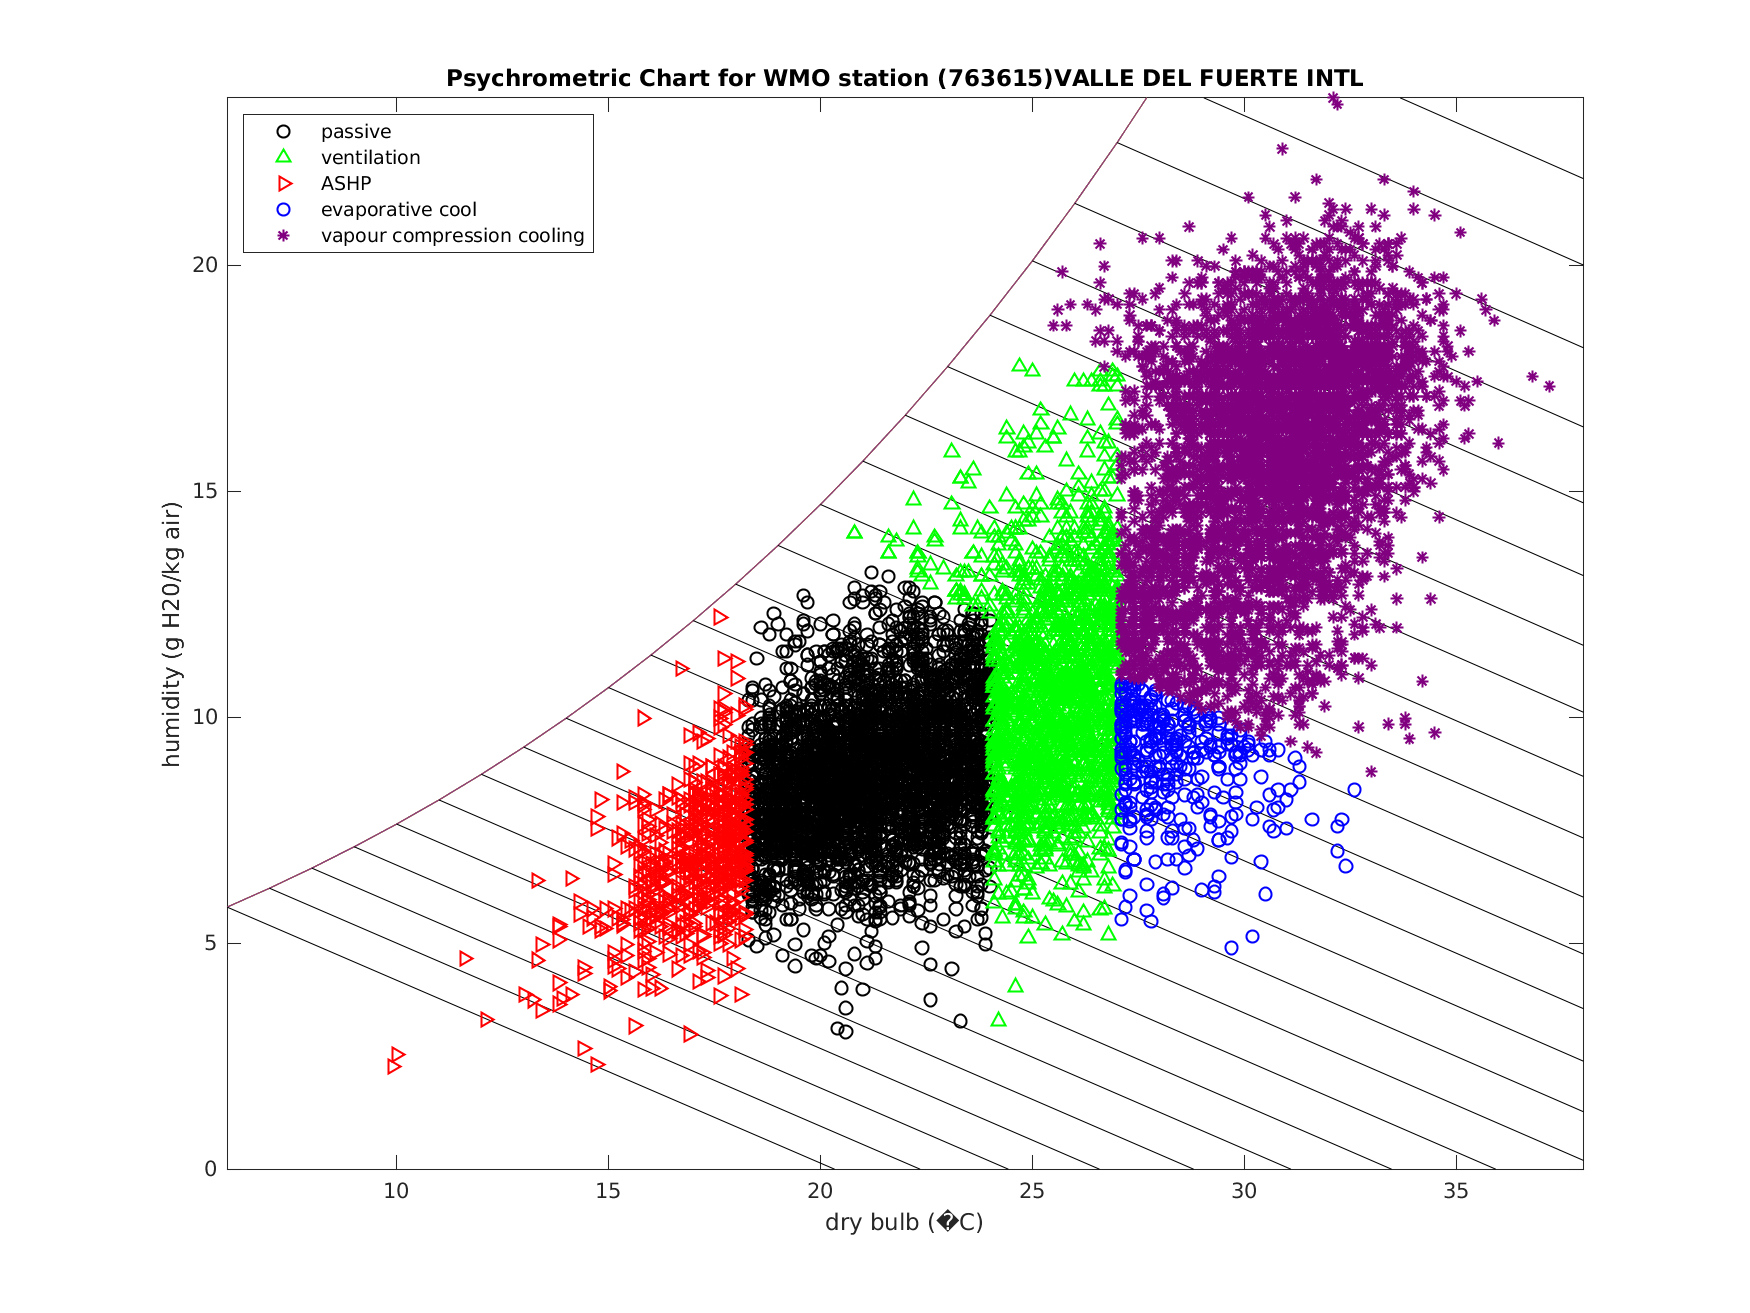 Psychrometric Chart for WMO station (763615)VALLE DEL FUERTE INTL
passive
ventilation
ASHP
evaporative cool
vapour compression cooling
20
15
10
5
0
humidity (g H20/kg air)
10 15 20 25 30 35
dry bulb (�C)